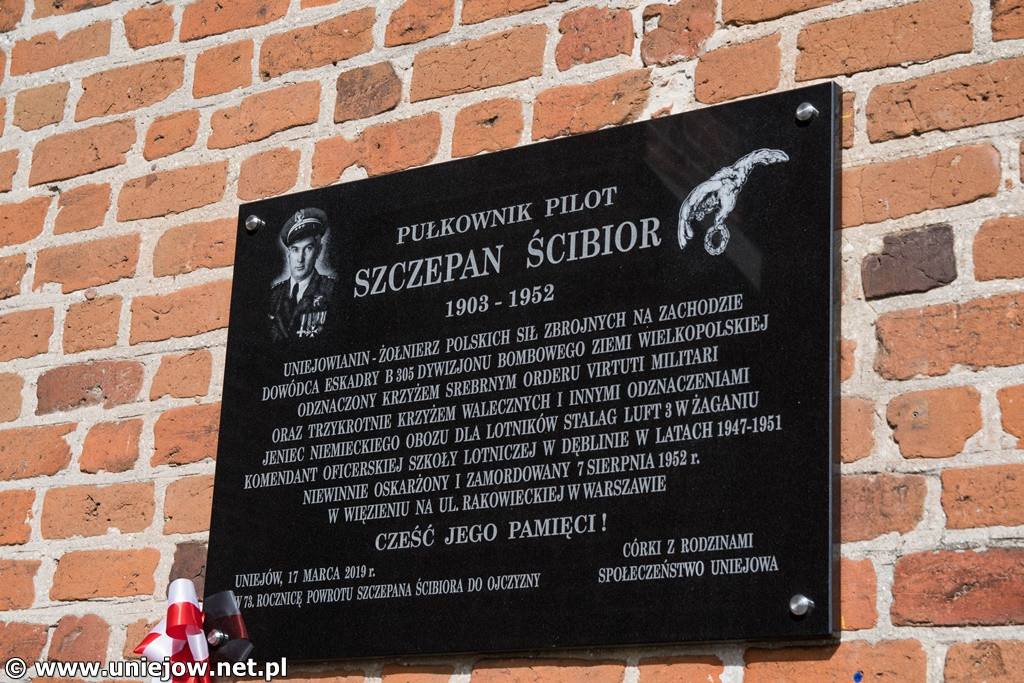 PUŁKOWNIK PILOT
SZCZEPAN ŚCIBIOR
1903 - 1952
UNIEJOWIANIN - ŻOŁNIERZ POLSKICH SIŁ ZBROJNYCH NA ZACHODZIE
DOWÓDCA ESKADRY B 305 DYWIZJONU BOMBOWEGO ZIEMI WIELKOPOLSKIEJ
ODZNACZONY KRZYŻEM SREBRNYM ORDERU VIRTUTI MILITARI
ORAZ TRZYKROTNIE KRZYŻEM WALECZNYCH I INNYMI ODZNACZENIAMI
JENIEC NIEMIECKIEGO OBOZU DLA LOTNIKÓW STALAG LUFT 3 W ŻAGANIU
KOMENDANT OFICERSKIEJ SZKOŁY LOTNICZEJ W DĘBLINIE W LATACH 1947-1951
NIEWINNIE OSKARŻONY I ZAMORDOWANY 7 SIERPNIA 1952 r.
W WIĘZIENIU NA UL. RAKOWIECKIEJ W WARSZAWIE
CZEŚĆ JEGO PAMIĘCI !
UNIEJÓW, 17 MARCA 2019 r.
W 73. ROCZNICĘ POWROTU SZCZEPANA ŚCIBIORA DO OJCZYZNY
CÓRKI Z RODZINAMI
SPOŁECZEŃSTWO UNIEJOWA
© www.uniejow.net.pl